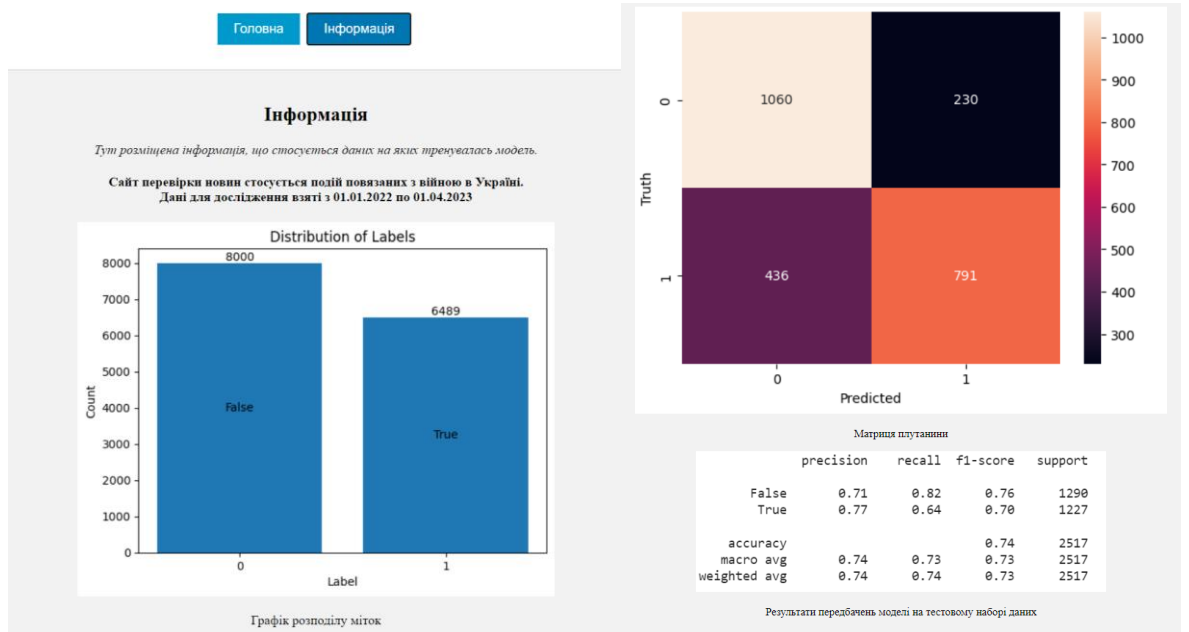 Головна Інформація
Інформація
Тут розміщена інформація, що стосується даних на яких тренувалась модель.
Сайт перевірки новин стосується подій повязаних з війною в Україні.
Дані для дослідження взяті з 01.01.2022 по 01.04.2023
Distribution of Labels
8000
6489
False
True
8000
7000
6000
5000
4000
3000
2000
1000
0
Count
0 1
Label
Графік розподілу міток
1060 230
436 791
0
1
Truth
0 1
Predicted
1000
900
800
700
600
500
400
300
Матриця плутанини
precision recall f1-score support
False 0.71 0.82 0.76 1290
True 0.77 0.64 0.70 1227
accuracy 0.74 2517
macro avg 0.74 0.73 0.73 2517
weighted avg 0.74 0.74 0.73 2517
Результати передбачень моделі на тестовому наборі даних